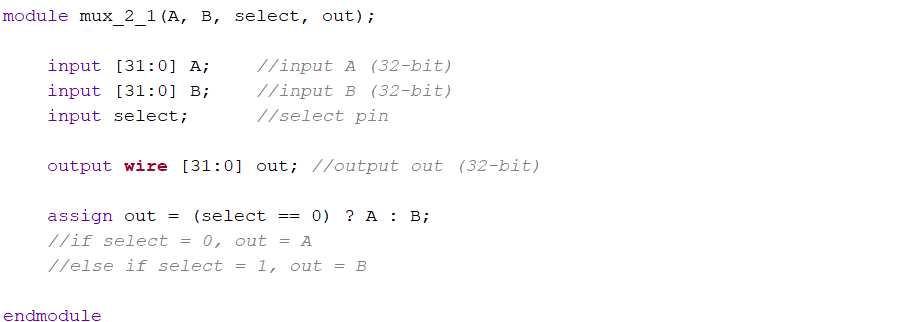 module mux_2_1(A, B, select, out);
input [31:0] A; //input A (32-bit)
input [31:0] B; //input B (32-bit)
input select; //select pin
output wire [31:0] out; //output out (32-bit)
assign out = (select == 0) ? A : B;
//if select = 0, out = A
//else if select = 1, out = B
endmodule